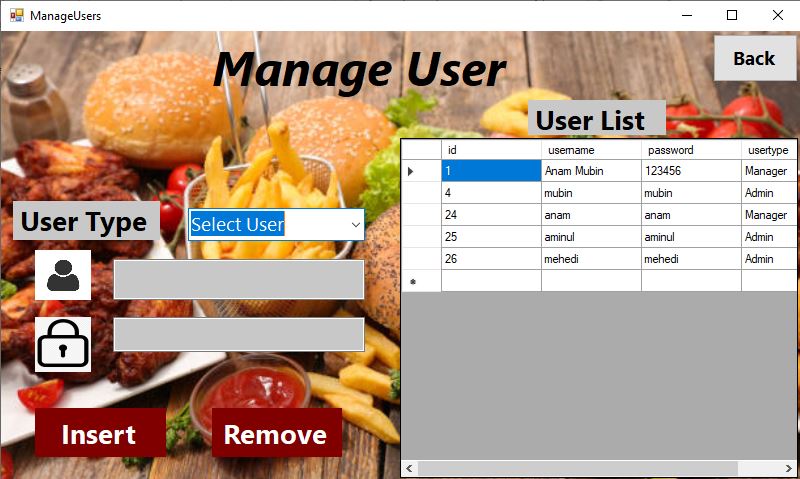 ManageUsers
Manage User
Back
User List
id username password usertype
1 Anam Mubin 123456 Manager
4 mubin mubin Admin
24 anam anam Manager
25 aminul aminul Admin
26 mehedi mehedi Admin
User Type
Select User
Insert
Remove